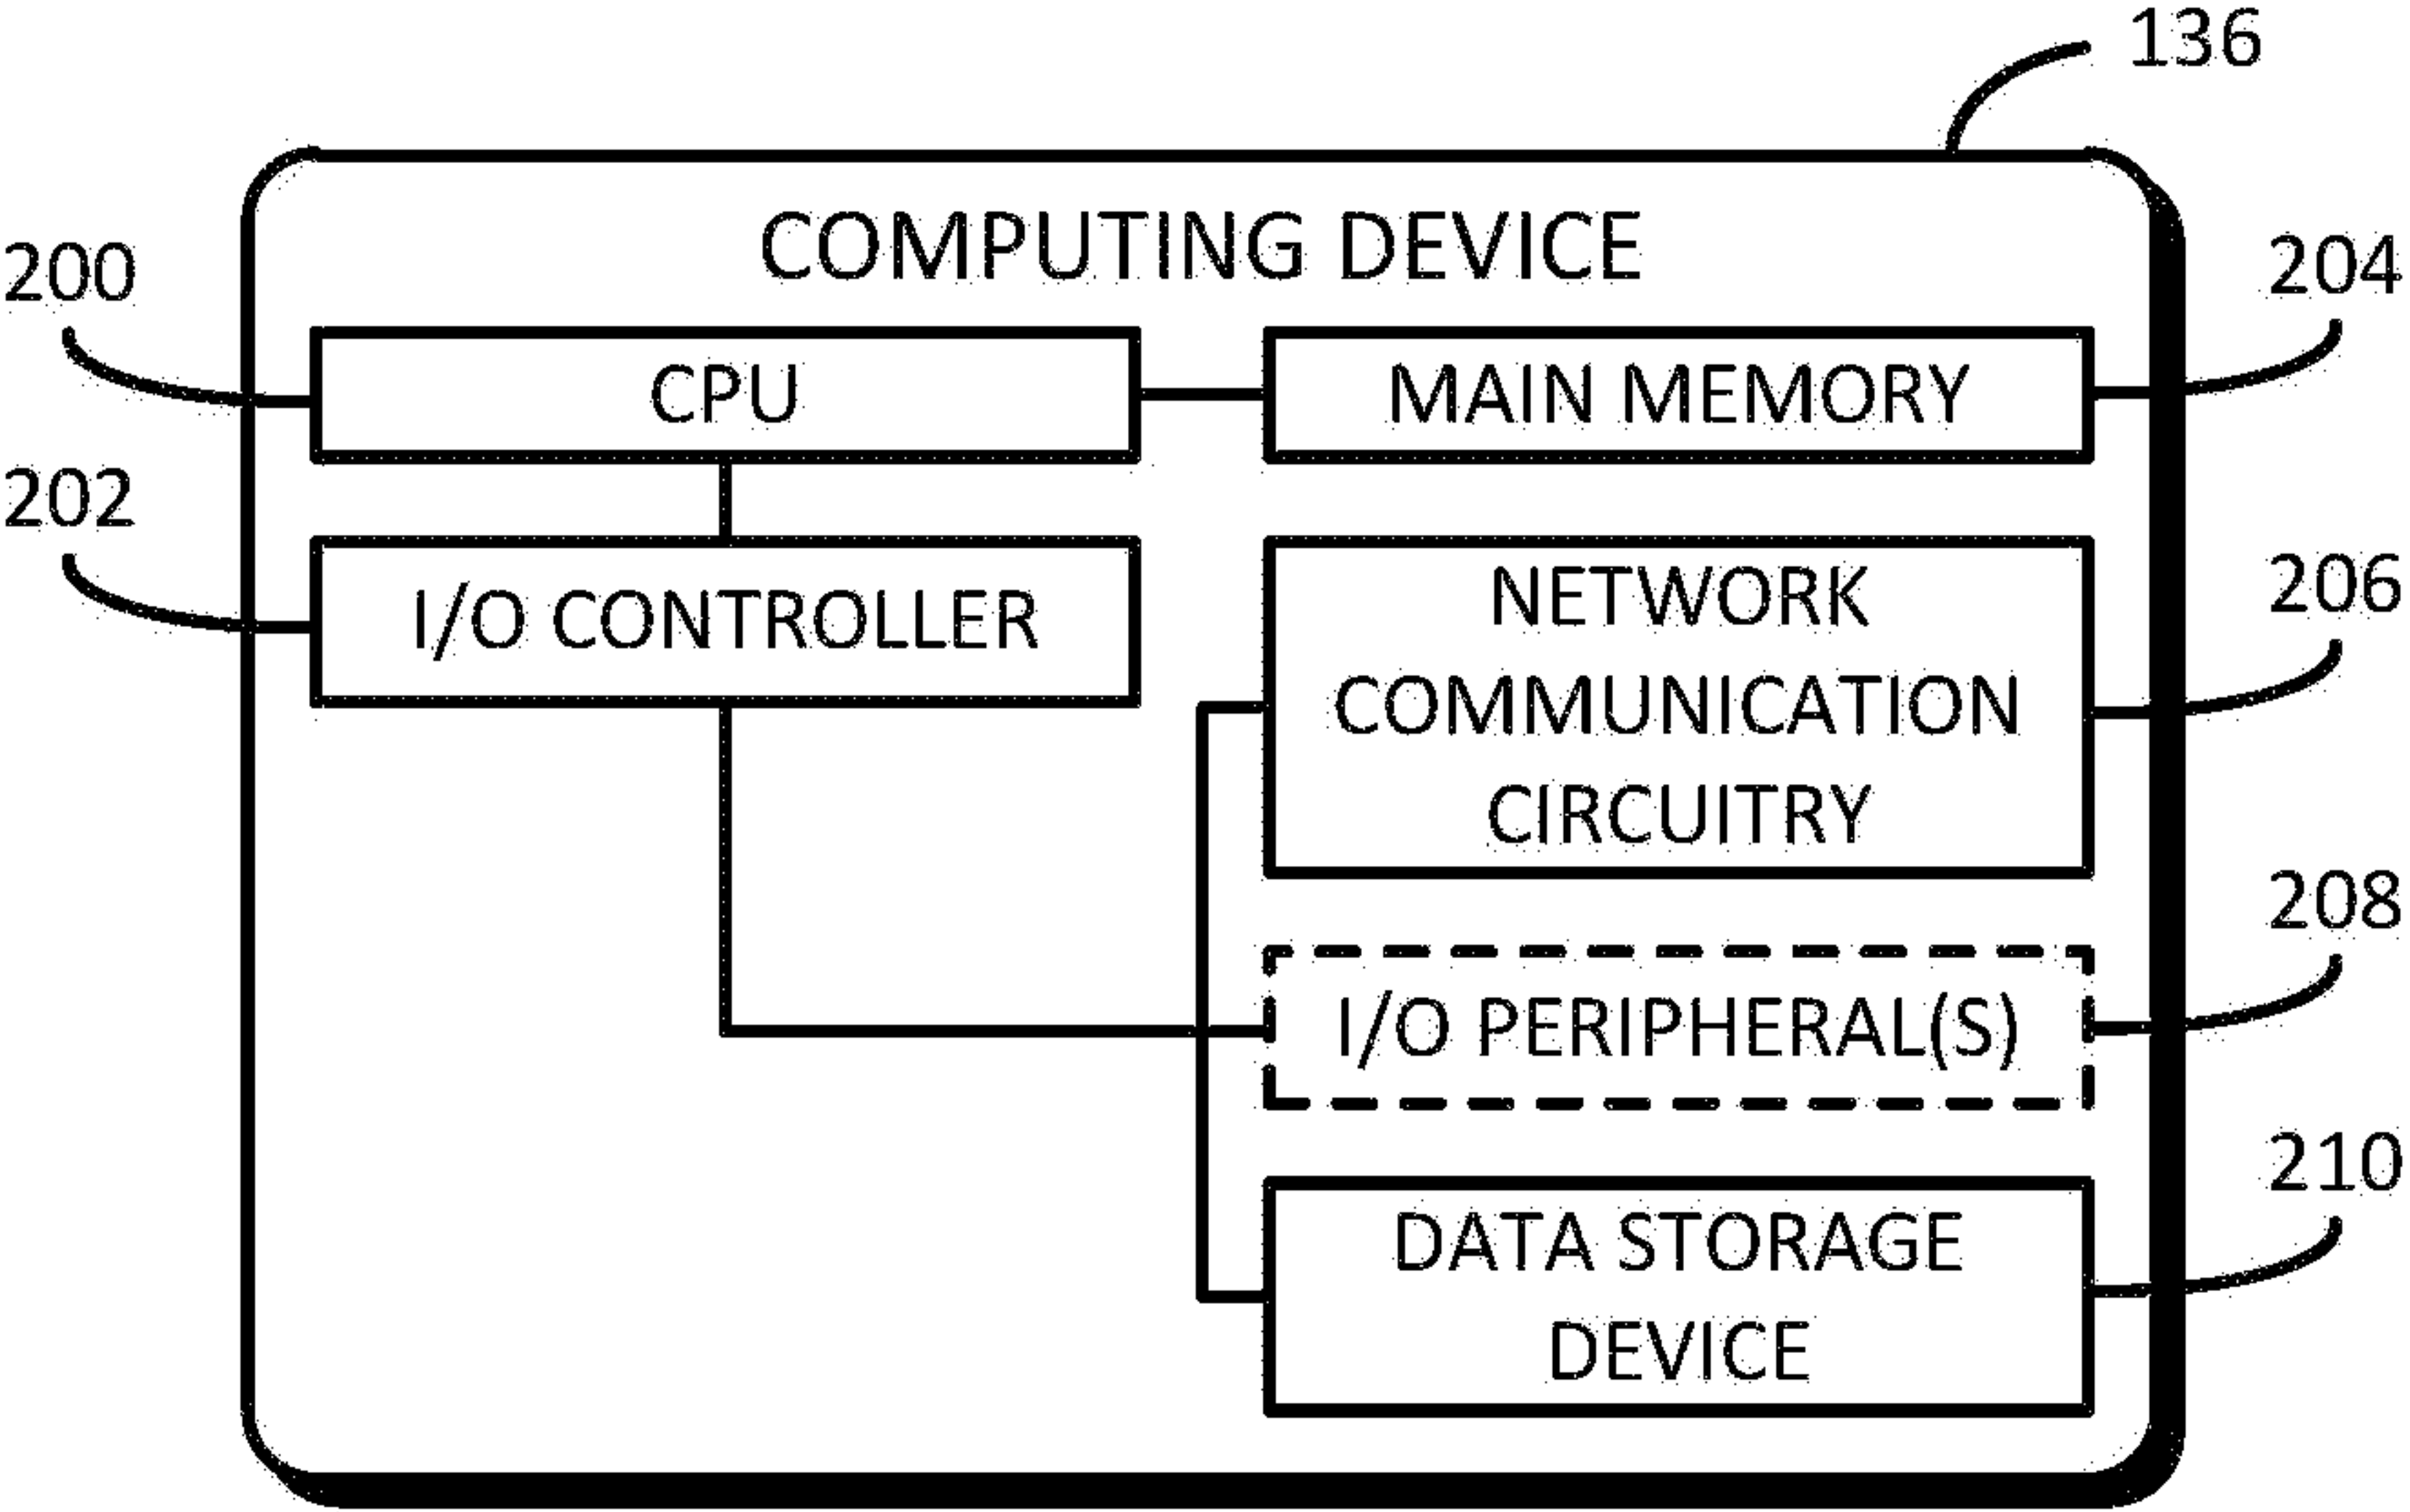 136
COMPUTING DEVICE
200
204
CPU
MAIN MEMORY
202
I/O CONTROLLER
206
NETWORK
COMMUNICATION
CIRCUITRY
208
I/O PERIPHERAL(S)
210
DATA STORAGE
DEVICE